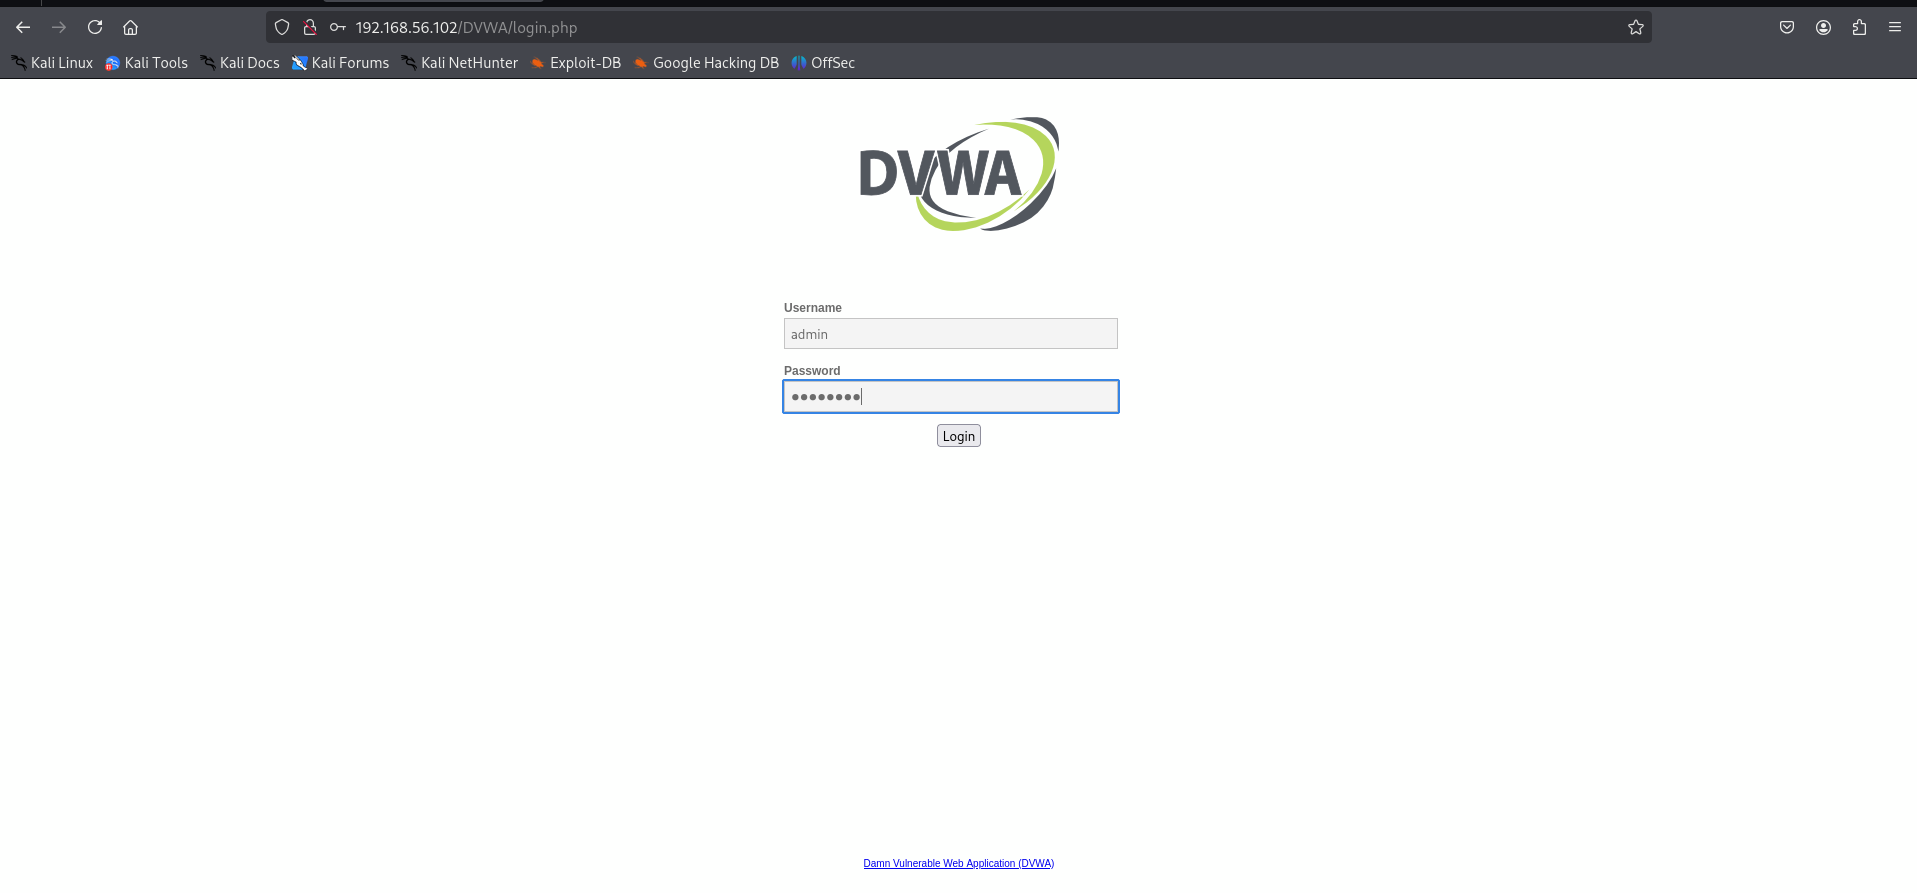 192.168.56.102/DVWA/login.php
Kali Linux Kali Tools Kali Docs Kali Forums Kali NetHunter Exploit-DB Google Hacking DB OffSec
DVWA
Username
admin
Password
••••••••
Login
Damn Vulnerable Web Application (DVWA)